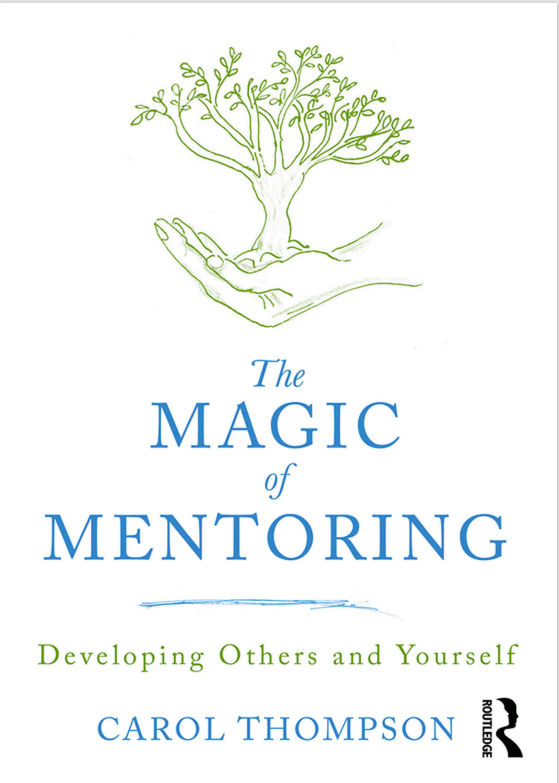 The
MAGIC
of
MENTORING
Developing Others and Yourself
CAROL THOMPSON
ROUTLEDGE